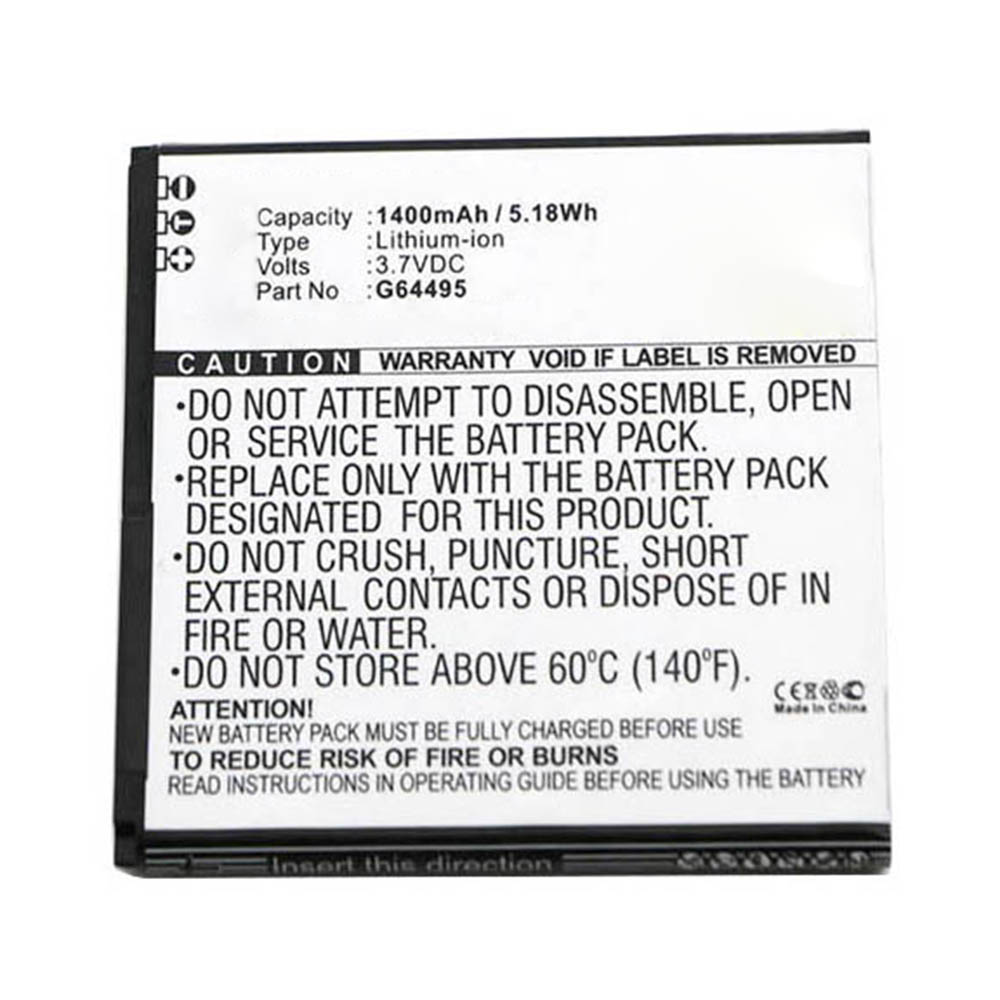 Capacity : 1400mAh / 5.18Wh
Type : Lithium-ion
Volts : 3.7VDC
Part No : G64495
CAUTION WARRANTY VOID IF LABEL IS REMOVED
•DO NOT ATTEMPT TO DISASSEMBLE, OPEN
OR SERVICE THE BATTERY PACK.
•REPLACE ONLY WITH THE BATTERY PACK
DESIGNATED FOR THIS PRODUCT.
•DO NOT CRUSH, PUNCTURE, SHORT
EXTERNAL CONTACTS OR DISPOSE OF IN
FIRE OR WATER.
•DO NOT STORE ABOVE 60°C (140°F).
CE
Made In China
ATTENTION!
NEW BATTERY PACK MUST BE FULLY CHARGED BEFORE USE
TO REDUCE RISK OF FIRE OR BURNS
READ INSTRUCTIONS IN OPERATING GUIDE BEFORE USING THE BATTERY
Insert this direction